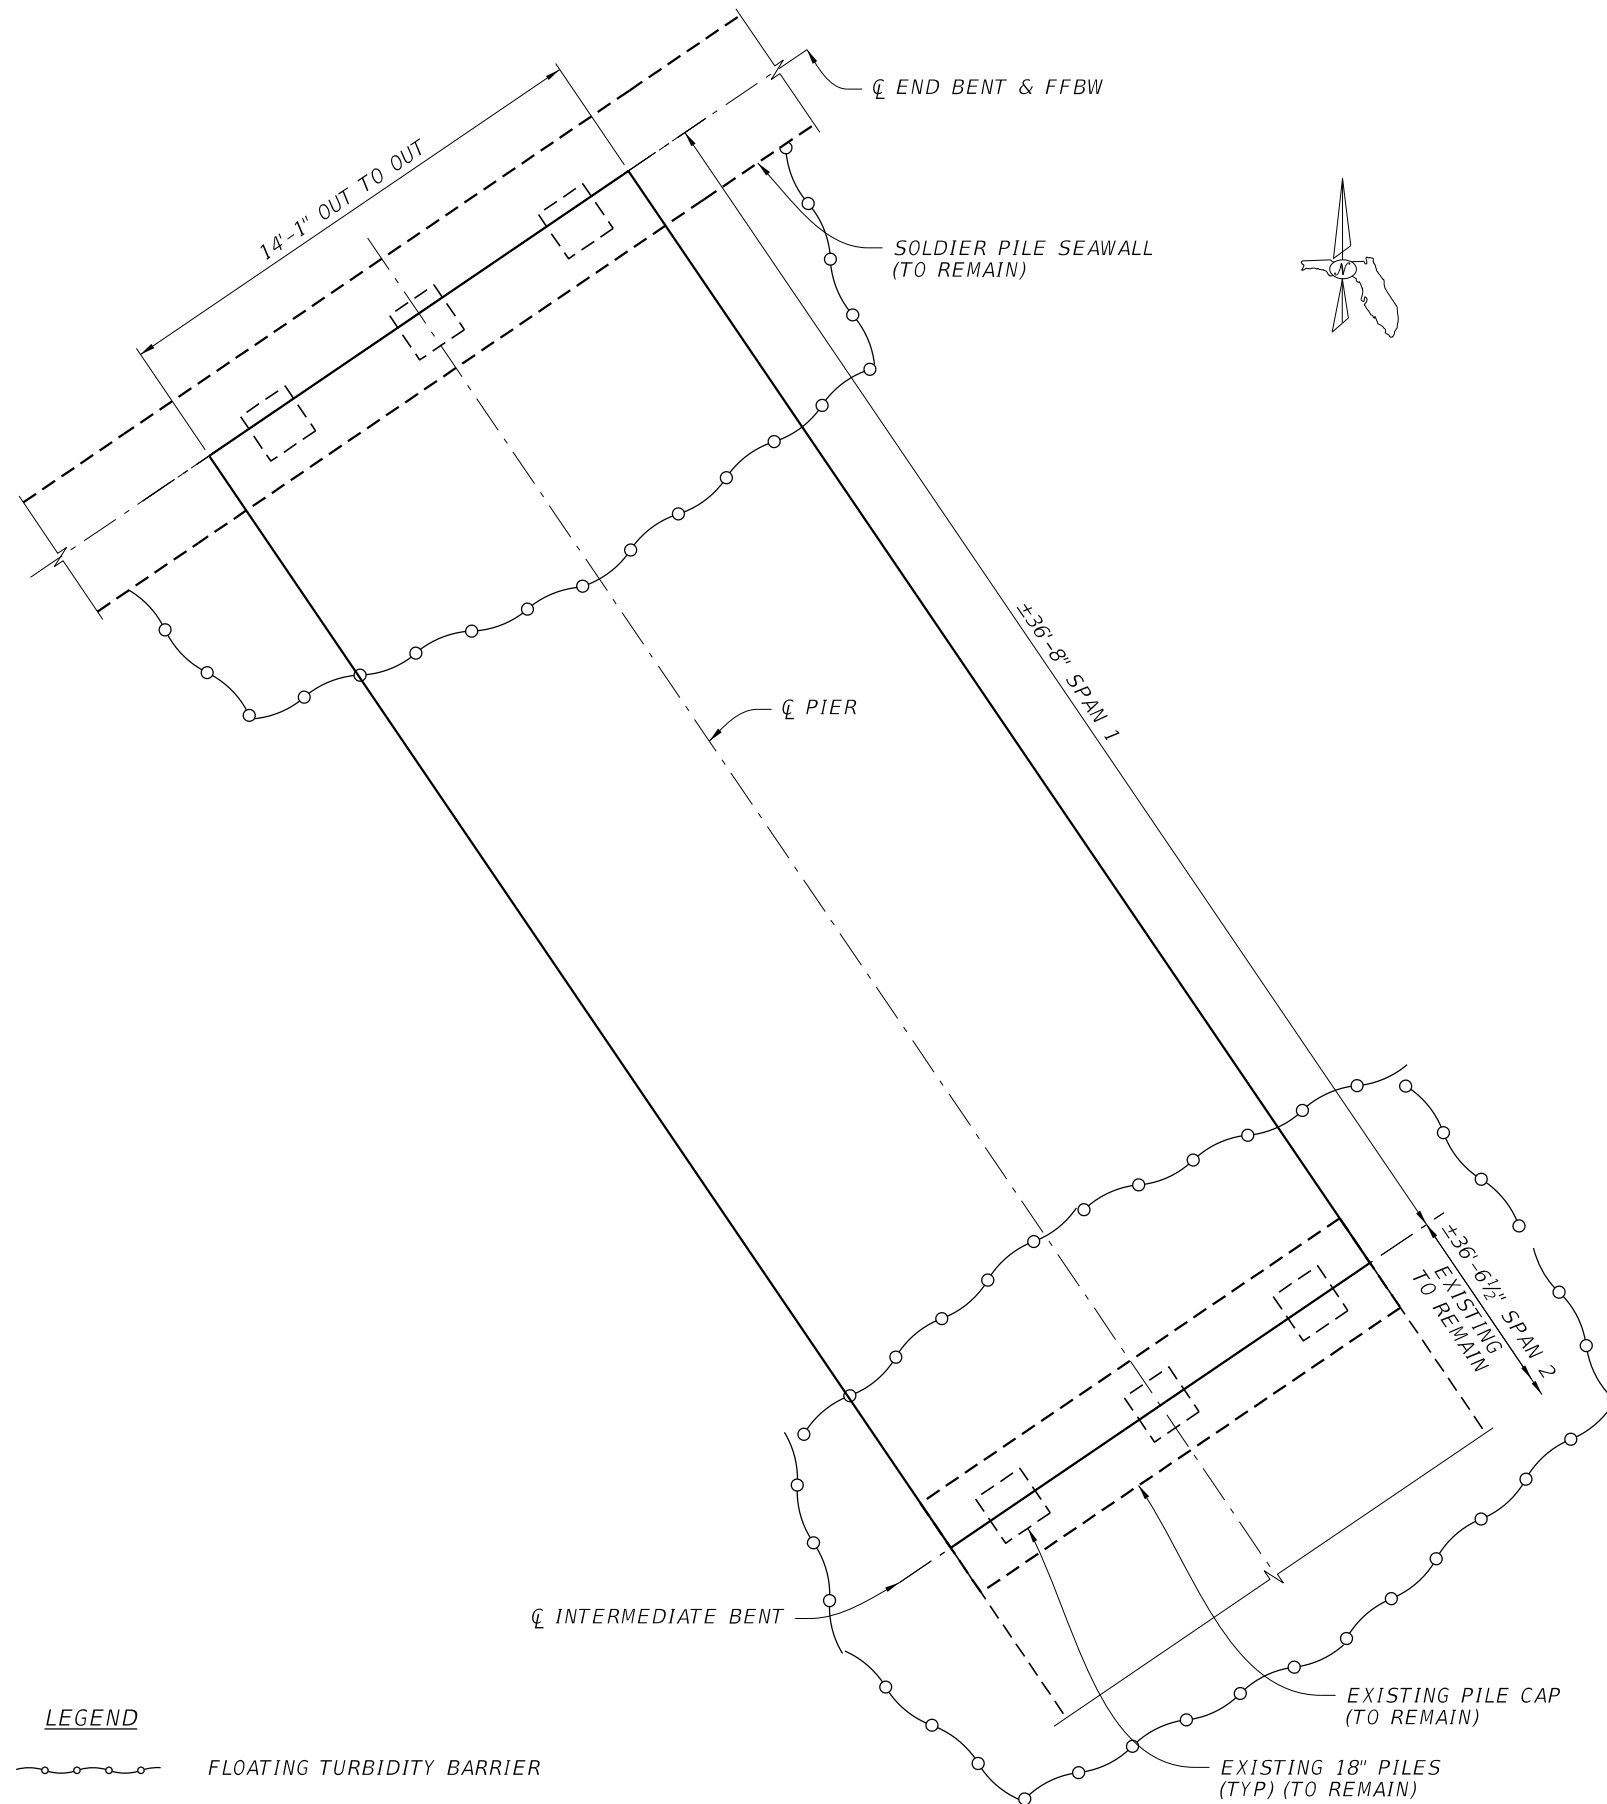 ℄ END BENT & FFBW
14'-1" OUT TO OUT
SOLDIER PILE SEAWALL
(TO REMAIN)
N
±36'-8" SPAN 1
℄ PIER
±36'-6½" SPAN 2
EXISTING
TO REMAIN
℄ INTERMEDIATE BENT
EXISTING PILE CAP
(TO REMAIN)
EXISTING 18" PILES
(TYP) (TO REMAIN)
LEGEND
FLOATING TURBIDITY BARRIER